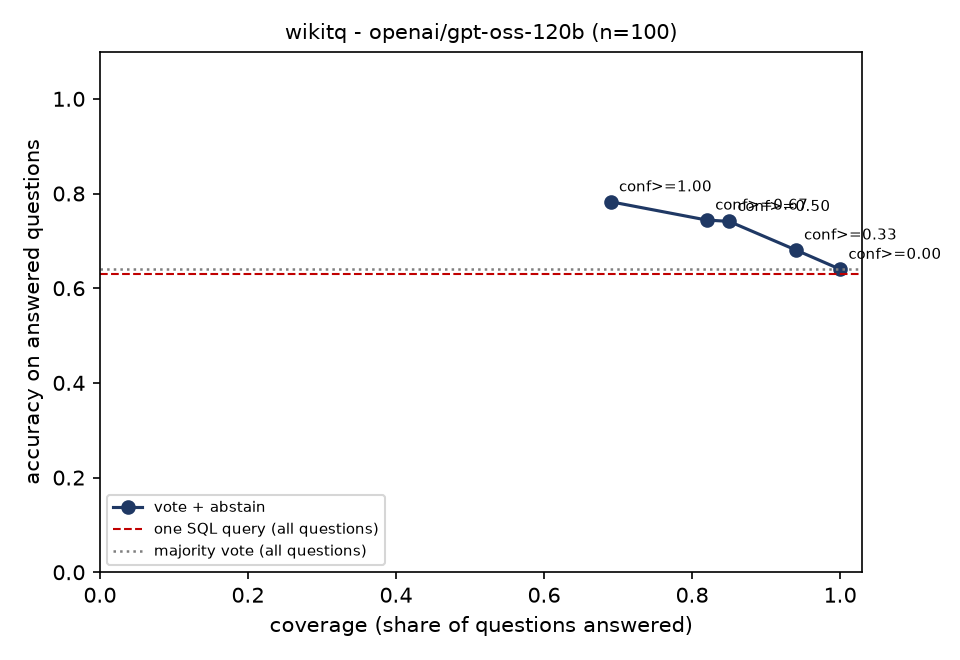 wikitq - openai/gpt-oss-120b (n=100)
accuracy on answered questions
1.0
0.8
0.6
0.4
0.2
0.0
conf>=1.00
conf>=0.67
conf>=0.50
conf>=0.33
conf>=0.00
vote + abstain
one SQL query (all questions)
majority vote (all questions)
0.0 0.2 0.4 0.6 0.8 1.0
coverage (share of questions answered)